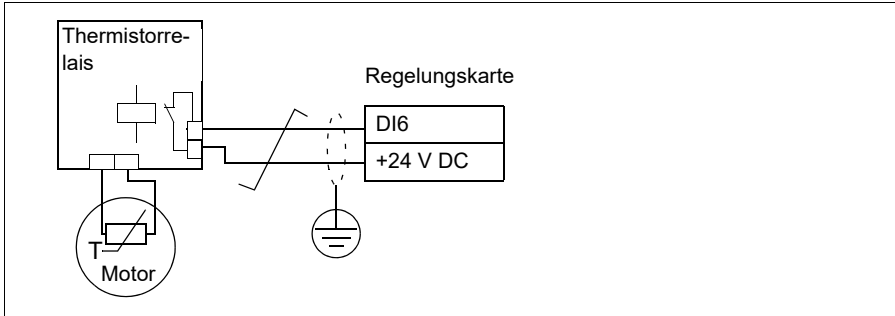 Thermistorre-
lais
Regelungskarte
DI6
+24 V DC
T
Motor